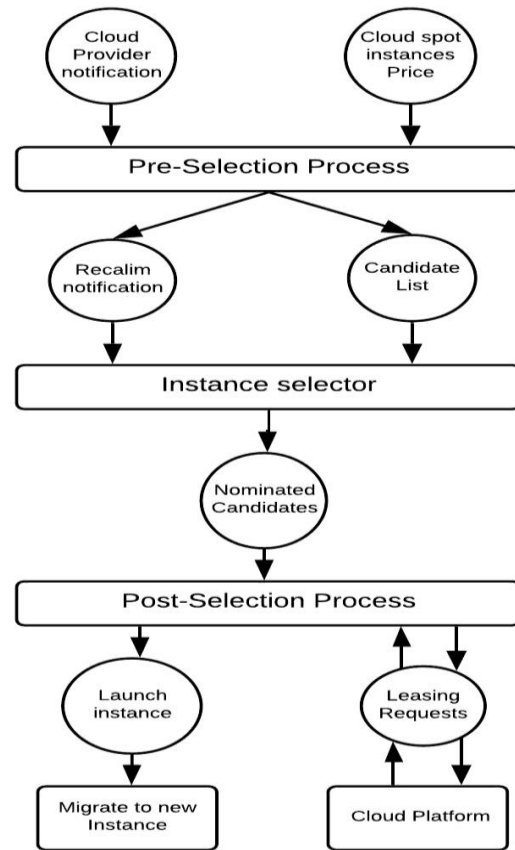 Cloud
Provider
notification
Cloud spot
instances
Price
Pre-Selection Process
Recalim
notification
Candidate
List
Instance selector
Nominated
Candidates
Post-Selection Process
Launch
instance
Leasing
Requests
Migrate to new
Instance
Cloud Platform